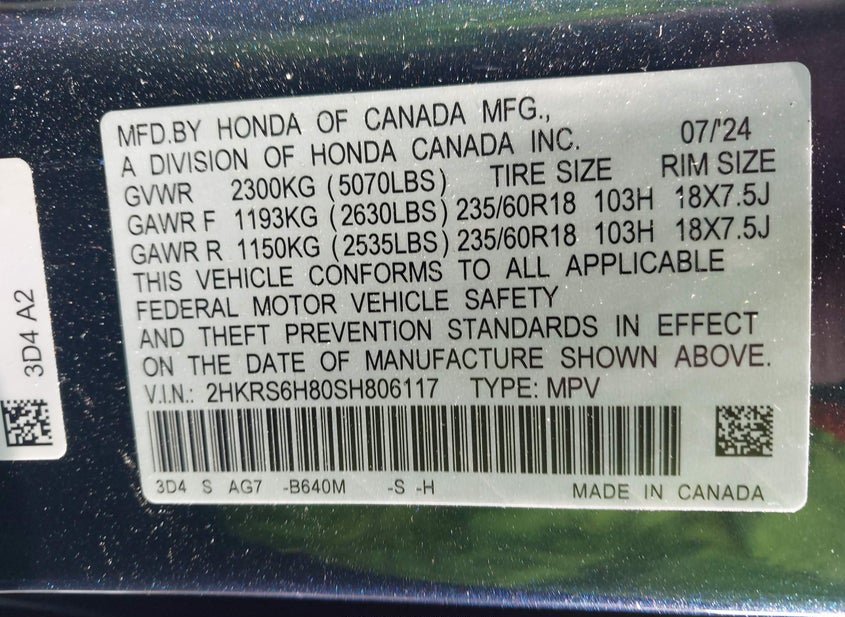 MFD.BY HONDA OF CANADA MFG.,
A DIVISION OF HONDA CANADA INC. 07/'24
GVWR 2300KG (5070LBS) TIRE SIZE RIM SIZE
GAWR F 1193KG (2630LBS) 235/60R18 103H 18X7.5J
GAWR R 1150KG (2535LBS) 235/60R18 103H 18X7.5J
THIS VEHICLE CONFORMS TO ALL APPLICABLE
FEDERAL MOTOR VEHICLE SAFETY
AND THEFT PREVENTION STANDARDS IN EFFECT
ON THE DATE OF MANUFACTURE SHOWN ABOVE.
V.I.N.: 2HKRS6H80SH806117 TYPE: MPV
3D4 S AG7 -B640M -S -H MADE IN CANADA
3D4 A2